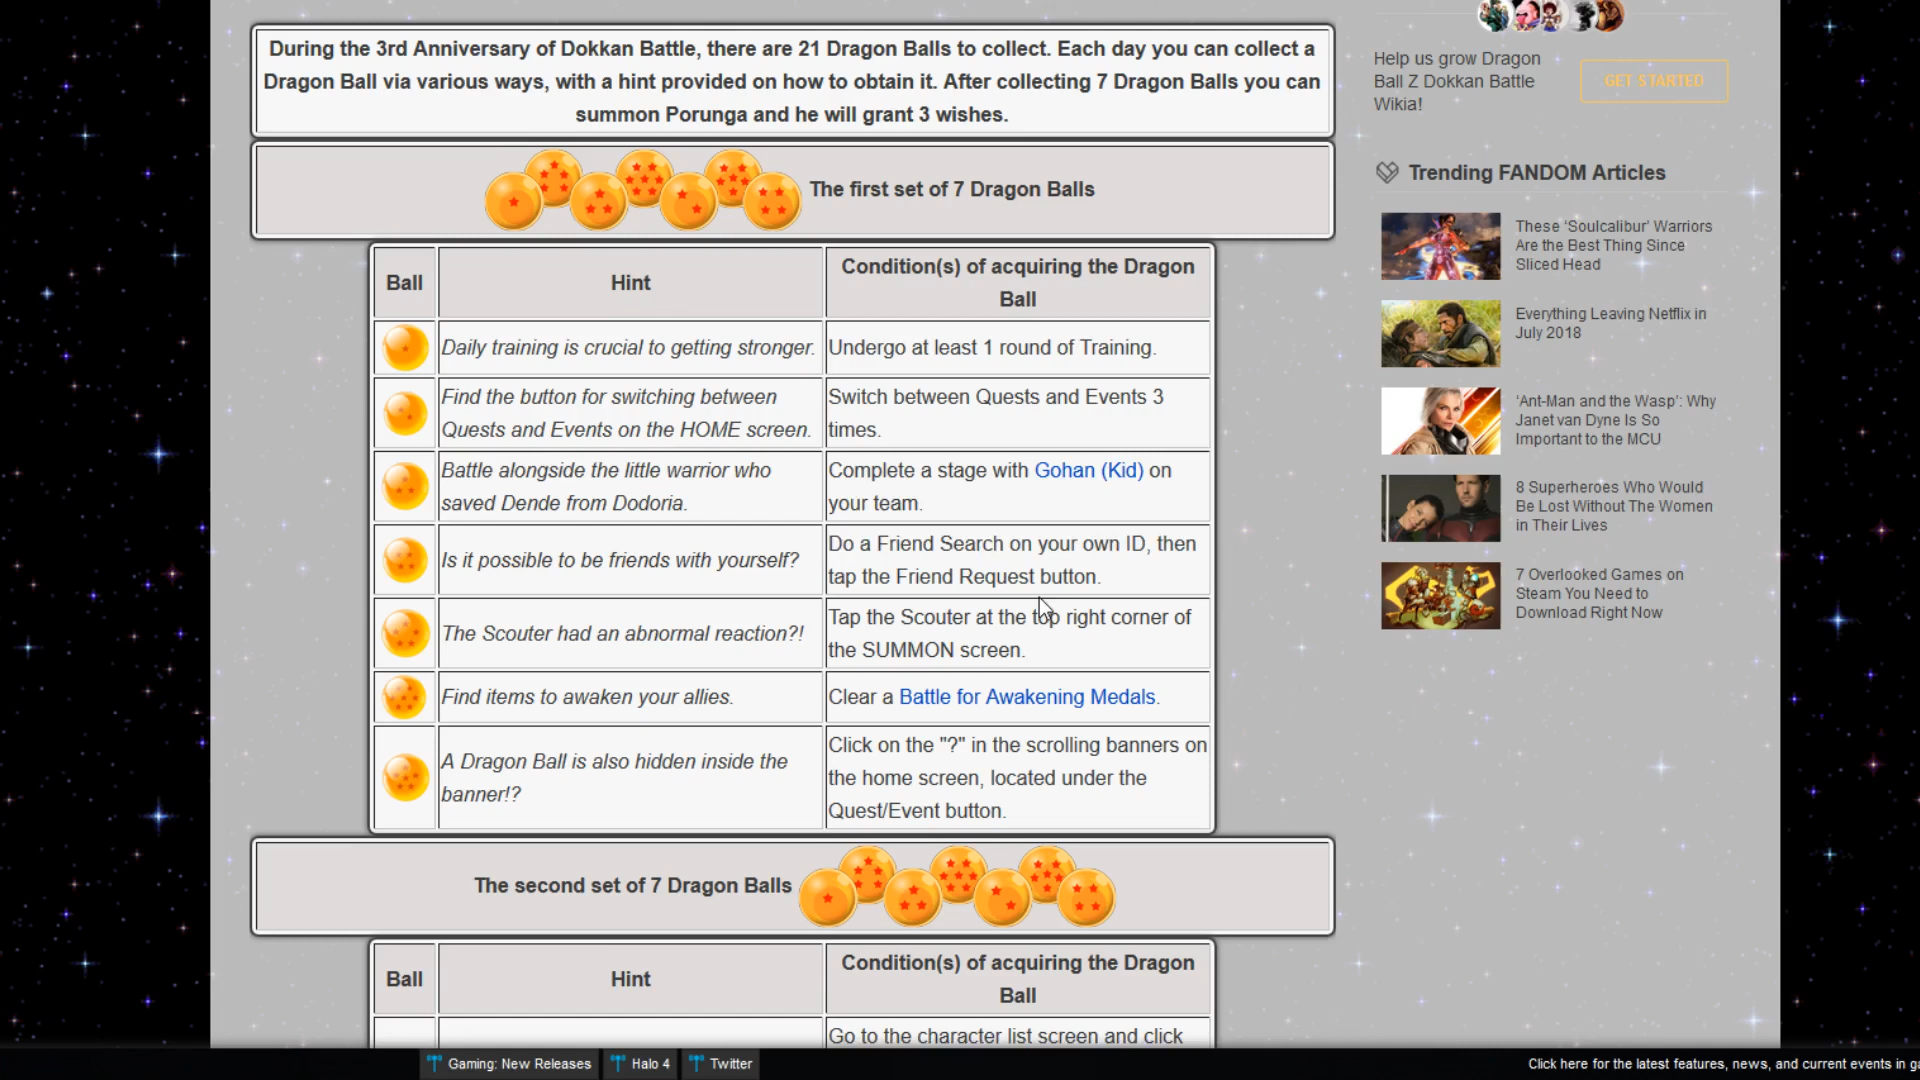 During the 3rd Anniversary of Dokkan Battle, there are 21 Dragon Balls to collect. Each day you can collect a
Dragon Ball via various ways, with a hint provided on how to obtain it. After collecting 7 Dragon Balls you can
summon Porunga and he will grant 3 wishes.
The first set of 7 Dragon Balls
Ball
Hint
Condition(s) of acquiring the Dragon
Ball
Daily training is crucial to getting stronger.
Undergo at least 1 round of Training.
Find the button for switching between
Quests and Events on the HOME screen.
Switch between Quests and Events 3
times.
Battle alongside the little warrior who
saved Dende from Dodoria.
Complete a stage with Gohan (Kid) on
your team.
Is it possible to be friends with yourself?
Do a Friend Search on your own ID, then
tap the Friend Request button.
The Scouter had an abnormal reaction?!
Tap the Scouter at the top right corner of
the SUMMON screen.
Find items to awaken your allies.
Clear a Battle for Awakening Medals.
A Dragon Ball is also hidden inside the
banner!?
Click on the "?" in the scrolling banners on
the home screen, located under the
Quest/Event button.
The second set of 7 Dragon Balls
Ball
Hint
Condition(s) of acquiring the Dragon
Ball
Go to the character list screen and click
Help us grow Dragon
Ball Z Dokkan Battle
Wikia!
GET STARTED
Trending FANDOM Articles
These ‘Soulcalibur’ Warriors
Are the Best Thing Since
Sliced Head
Everything Leaving Netflix in
July 2018
‘Ant-Man and the Wasp’: Why
Janet van Dyne Is So
Important to the MCU
8 Superheroes Who Would
Be Lost Without The Women
in Their Lives
7 Overlooked Games on
Steam You Need to
Download Right Now
Gaming: New Releases
Halo 4
Twitter
Click here for the latest features, news, and current events in